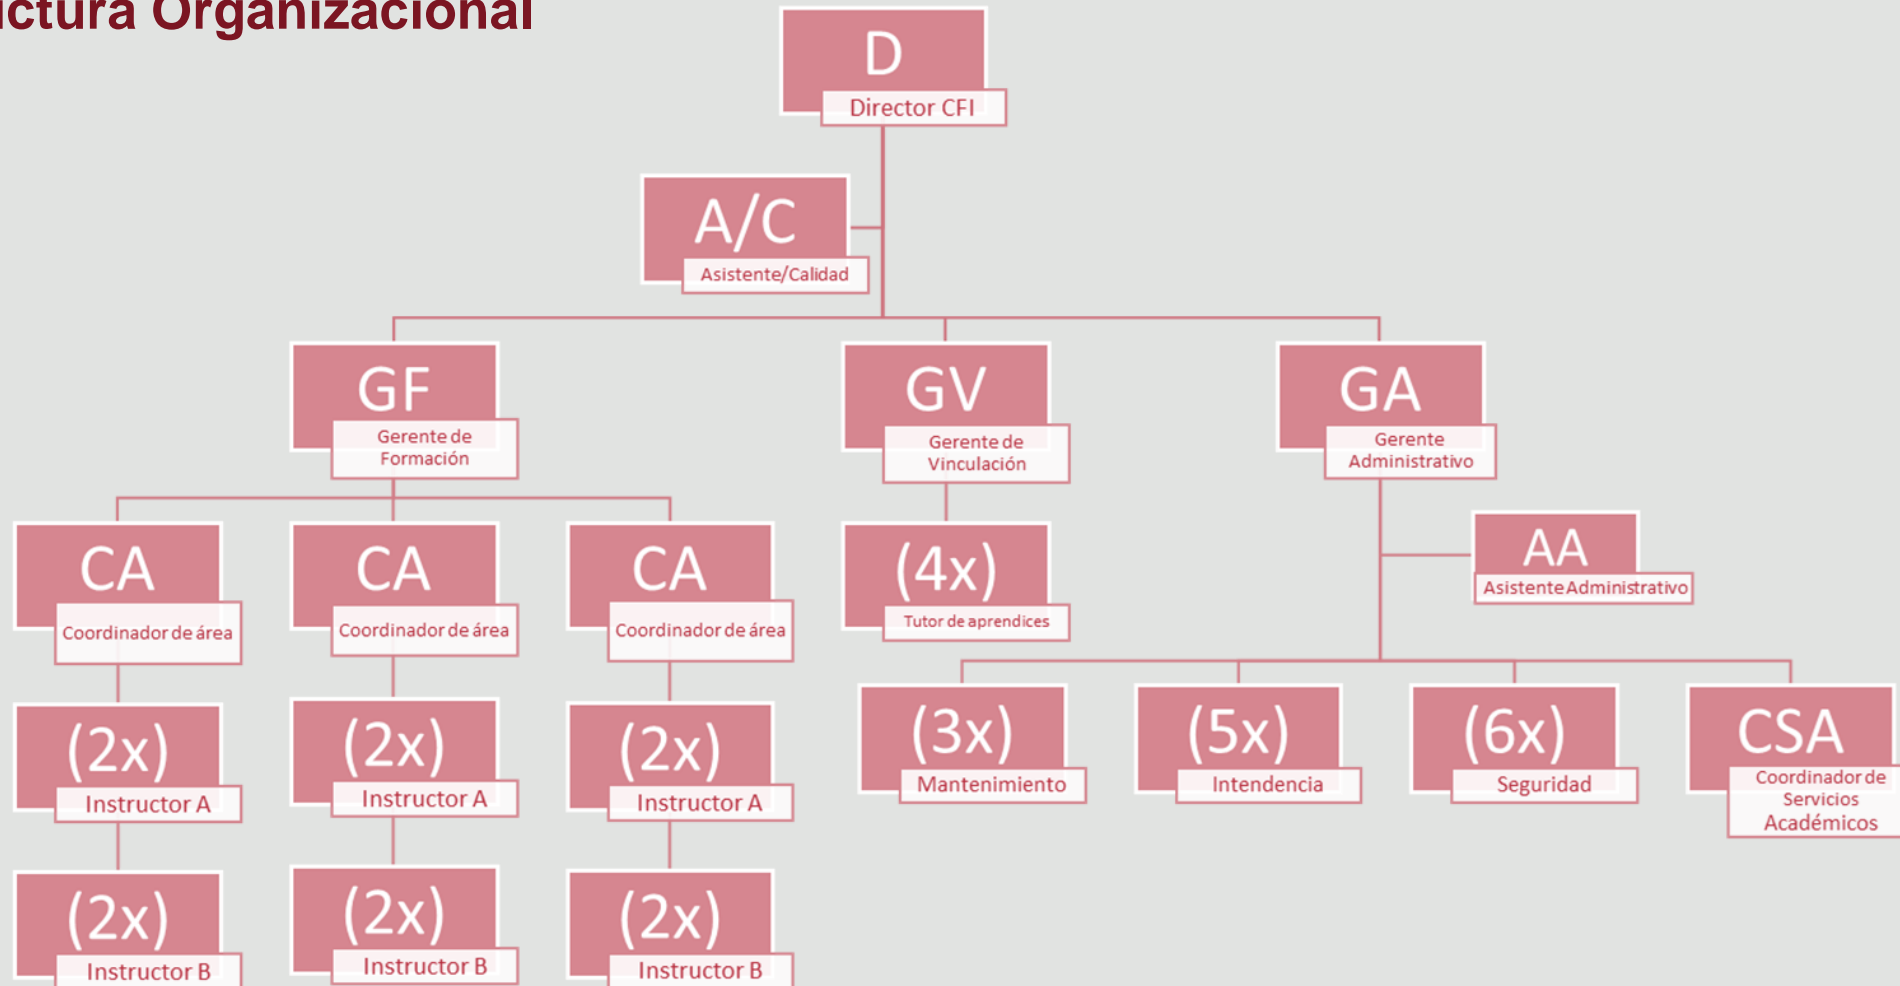 Organizacional
D
Director CFI
A/C
Asistente/Calidad
GF
Gerente de
Formación
GV
Gerente de
Vinculación
GA
Gerente
Administrativo
CA
Coordinador de área
CA
Coordinador de área
CA
Coordinador de área
(4x)
Tutor de aprendices
AA
Asistente Administrativo
(2x)
Instructor A
(2x)
Instructor A
(2x)
Instructor A
(3x)
Mantenimiento
(5x)
Intendencia
(6x)
Seguridad
CSA
Coordinador de
Servicios
Académicos
(2x)
Instructor B
(2x)
Instructor B
(2x)
Instructor B